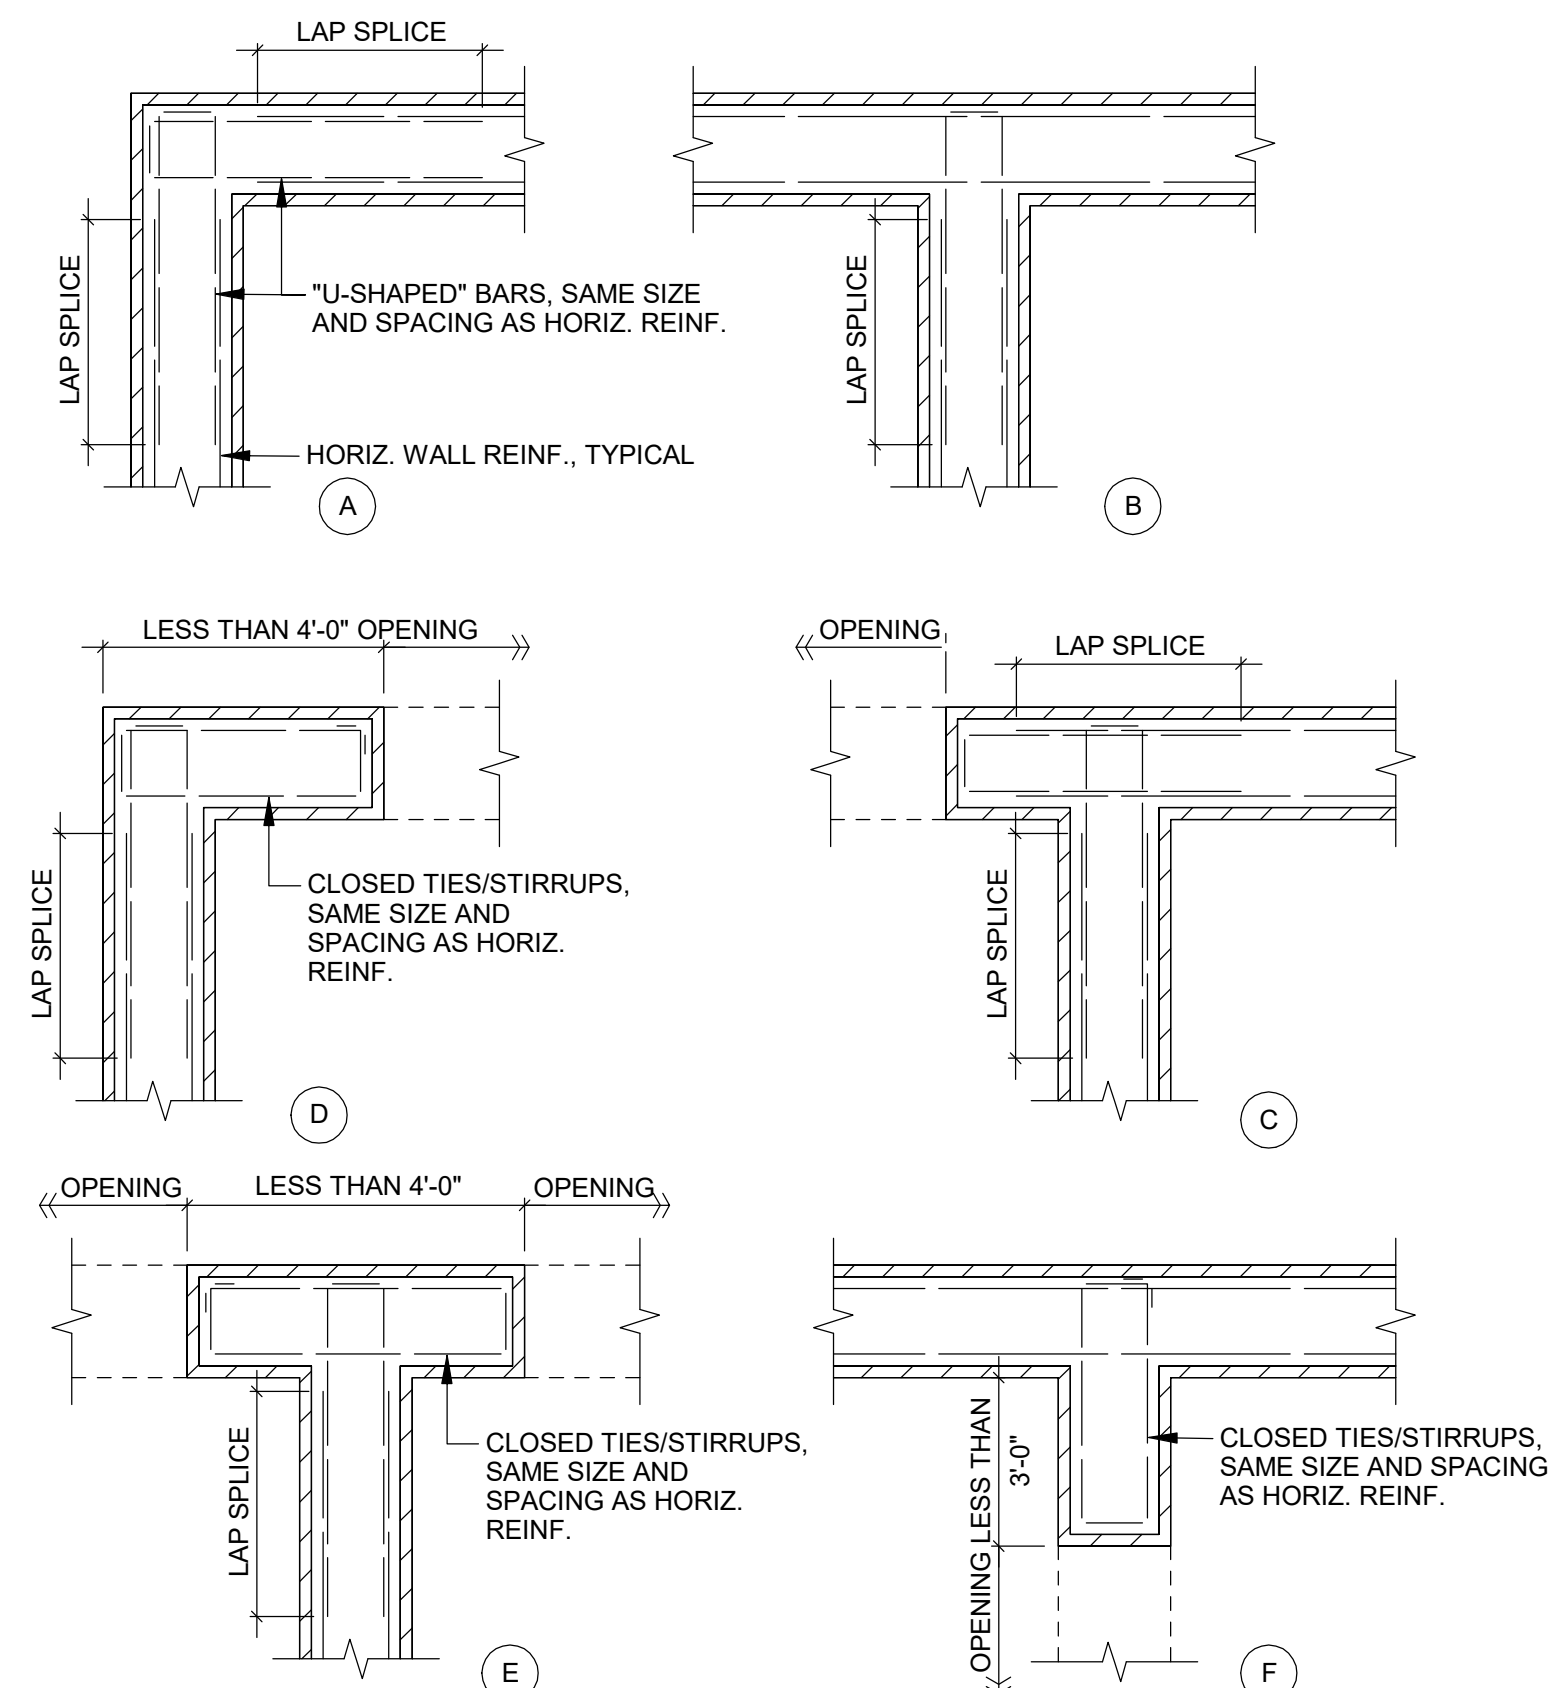 LAP SPLICE
LAP SPLICE
"U-SHAPED" BARS, SAME SIZE
AND SPACING AS HORIZ. REINF.
HORIZ. WALL REINF., TYPICAL
A
LAP SPLICE
B
LESS THAN 4'-0" OPENING
LAP SPLICE
CLOSED TIES/STIRRUPS,
SAME SIZE AND
SPACING AS HORIZ.
REINF.
D
OPENING
LAP SPLICE
LAP SPLICE
C
OPENING
LESS THAN 4'-0"
OPENING
LAP SPLICE
CLOSED TIES/STIRRUPS,
SAME SIZE AND
SPACING AS HORIZ.
REINF.
E
OPENING LESS THAN
3'-0"
CLOSED TIES/STIRRUPS,
SAME SIZE AND SPACING
AS HORIZ. REINF.
F